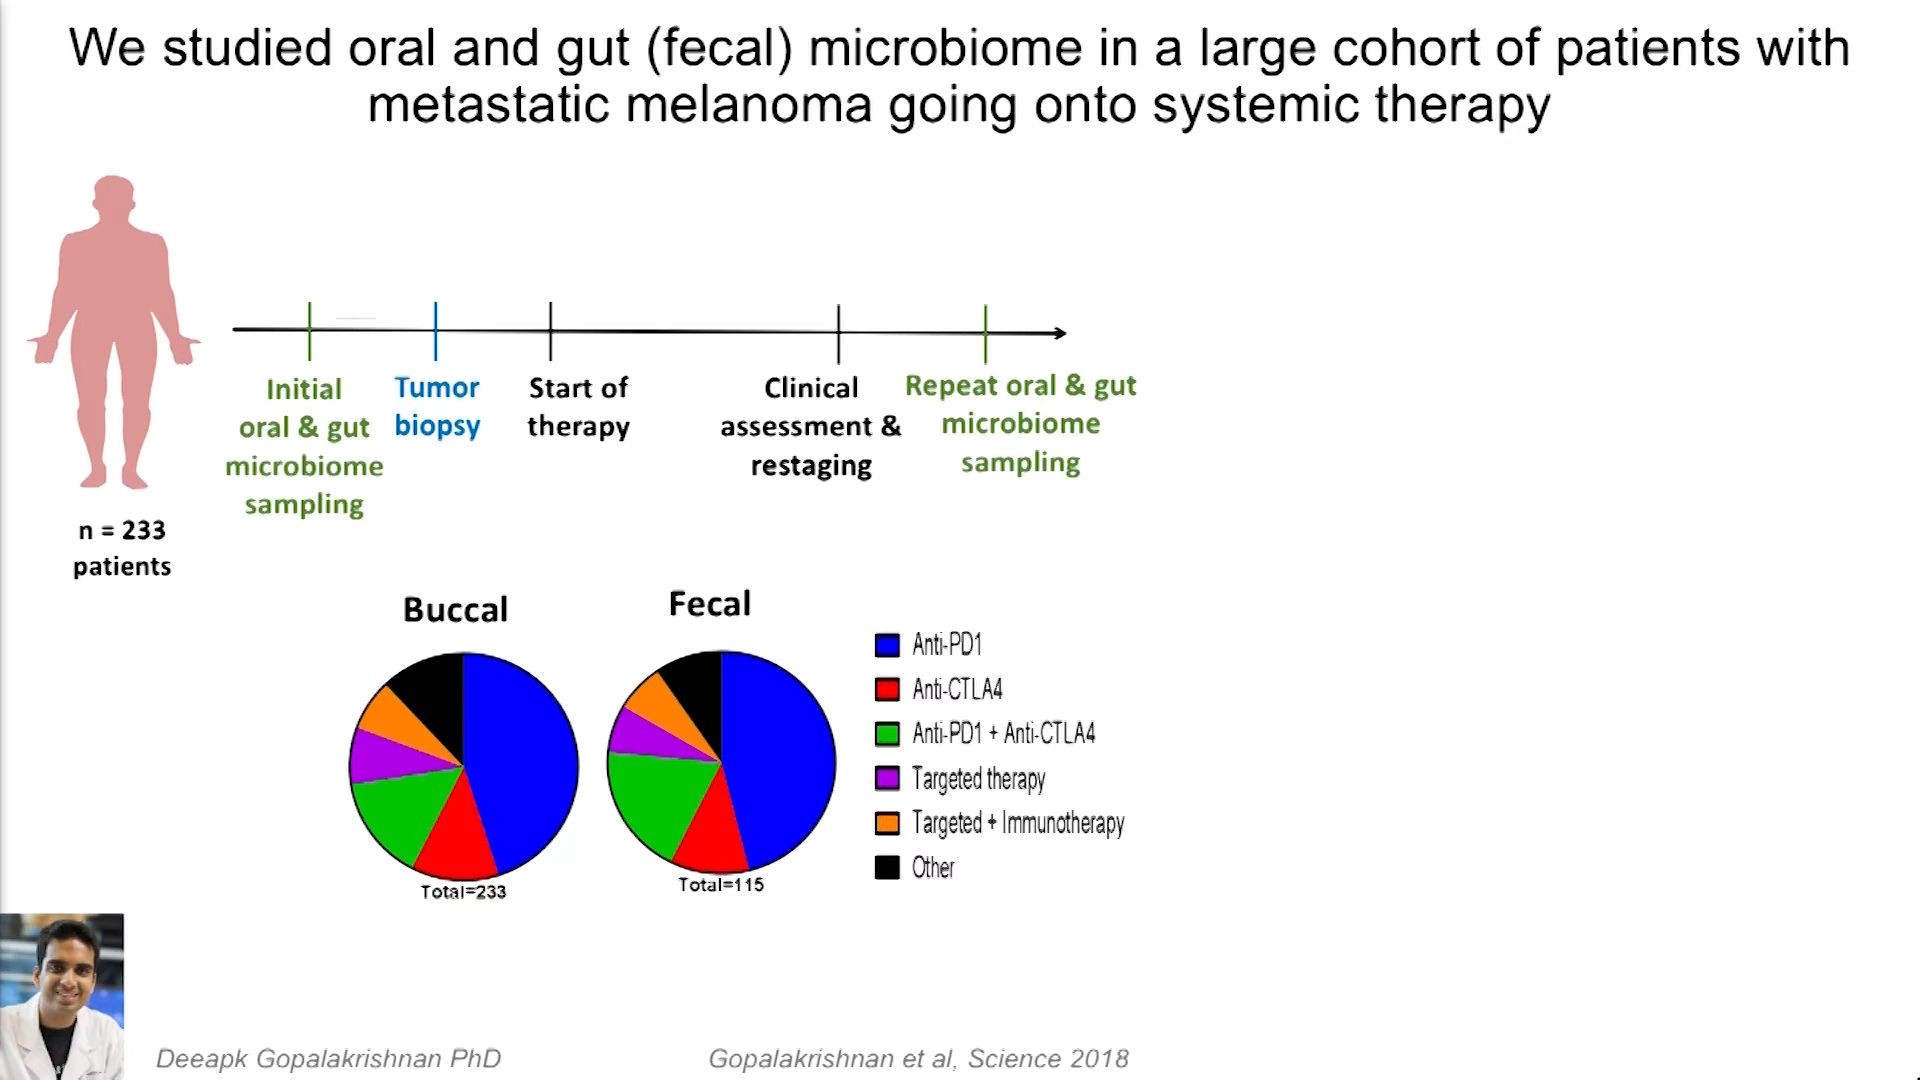 We studied oral and gut (fecal) microbiome in a large cohort of patients with
metastatic melanoma going onto systemic therapy
Initial
oral & gut
microbiome
sampling
Tumor
biopsy
Start of
therapy
Clinical
assessment &
restaging
Repeat oral & gut
microbiome
sampling
n = 233
patients
Buccal
Total=233
Fecal
Total=115
Anti-PD1
Anti-CTLA4
Anti-PD1 + Anti-CTLA4
Targeted therapy
Targeted + Immunotherapy
Other
Deeapk Gopalakrishnan PhD
Gopalakrishnan et al, Science 2018